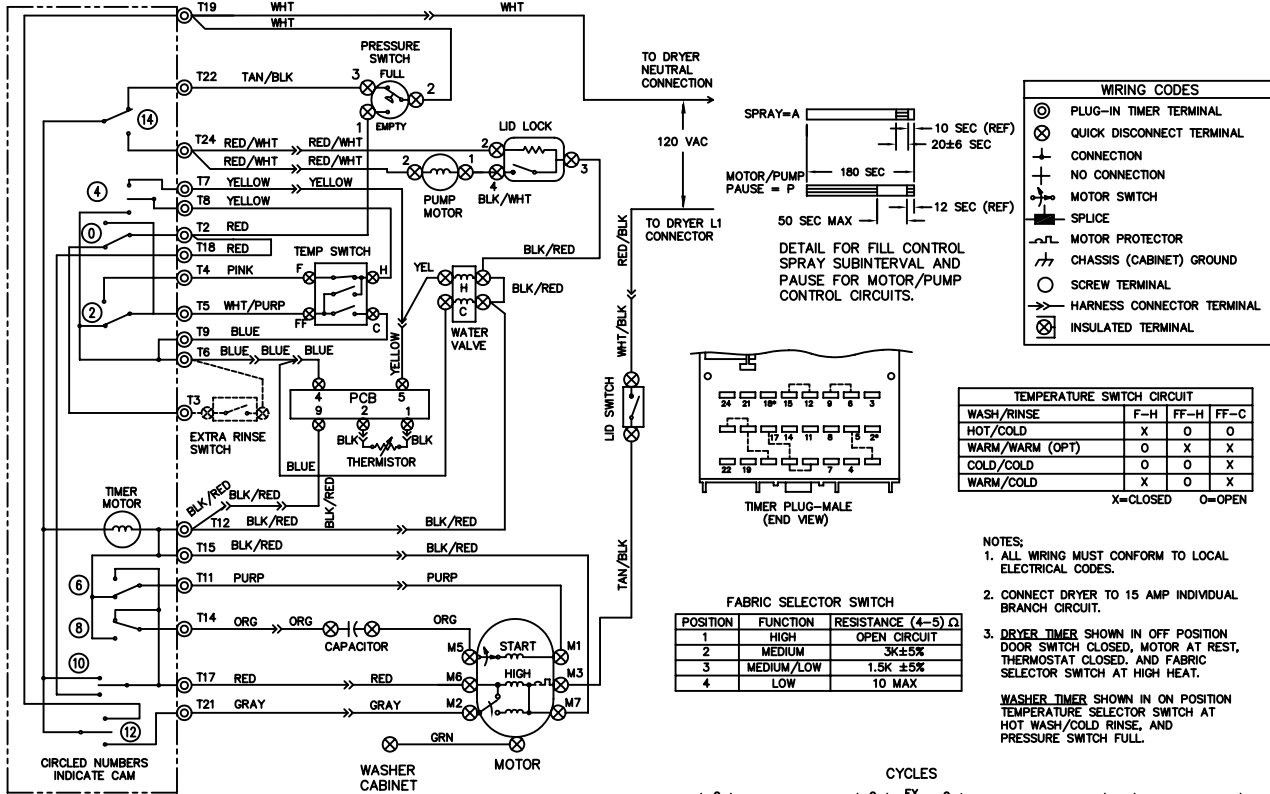 T19 WHT WHT
WHT
PRESSURE
SWITCH
T22 TAN/BLK 3 FULL
2
1 EMPTY
14
T24 RED/WHT RED/WHT 2 LID LOCK
RED/WHT RED/WHT 2 1 4 3
PUMP
MOTOR
BLK/WHT
4
T7 YELLOW YELLOW
T8 YELLOW
0
T2 RED
T18 RED
TEMP SWITCH
T4 PINK F H
2
T5 WHT/PURP FF C
T9 BLUE
T6 BLUE BLUE BLUE
T3
EXTRA RINSE
SWITCH
YEL
H
C
WATER
VALVE
BLK/RED
BLK/RED
YELLOW
4 PCB 5
9 2 1
BLK BLK
THERMISTOR
BLUE
BLK/RED
TIMER
MOTOR
BLK/RED BLK/RED
T12 BLK/RED BLK/RED
T15 BLK/RED BLK/RED
6
T11 PURP PURP
8
T14 ORG ORG ORG
CAPACITOR
10
M5 START M1
T17 RED RED M6 HIGH M3
T21 GRAY GRAY M2 M7
12
GRN
WASHER
CABINET
MOTOR
CIRCLED NUMBERS
INDICATE CAM
TO DRYER
NEUTRAL
CONNECTION
120 VAC
TO DRYER L1
CONNECTOR
RED/BLK
WHT/BLK
LID SWITCH
TAN/BLK
SPRAY=A
10 SEC (REF)
20±6 SEC
180 SEC
MOTOR/PUMP
PAUSE = P
12 SEC (REF)
50 SEC MAX
DETAIL FOR FILL CONTROL
SPRAY SUBINTERVAL AND
PAUSE FOR MOTOR/PUMP
CONTROL CIRCUITS.
WIRING CODES
PLUG-IN TIMER TERMINAL
QUICK DISCONNECT TERMINAL
CONNECTION
NO CONNECTION
MOTOR SWITCH
SPLICE
MOTOR PROTECTOR
CHASSIS (CABINET) GROUND
SCREW TERMINAL
HARNESS CONNECTOR TERMINAL
INSULATED TERMINAL
24 21 18* 15 12 9 6 3
17 14 11 8 5 2*
22 19 7 4
TIMER PLUG-MALE
(END VIEW)
TEMPERATURE SWITCH CIRCUIT
WASH/RINSE F-H FF-H FF-C
HOT/COLD X O O
WARM/WARM (OPT) O X X
COLD/COLD O O X
WARM/COLD X O X
X=CLOSED O=OPEN
FABRIC SELECTOR SWITCH
POSITION FUNCTION RESISTANCE (4-5) Ω
1 HIGH OPEN CIRCUIT
2 MEDIUM 3K±5%
3 MEDIUM/LOW 1.5K ±5%
4 LOW 10 MAX
NOTES;
1. ALL WIRING MUST CONFORM TO LOCAL
ELECTRICAL CODES.
2. CONNECT DRYER TO 15 AMP INDIVIDUAL
BRANCH CIRCUIT.
3. DRYER TIMER SHOWN IN OFF POSITION
DOOR SWITCH CLOSED, MOTOR AT REST,
THERMOSTAT CLOSED. AND FABRIC
SELECTOR SWITCH AT HIGH HEAT.
WASHER TIMER SHOWN IN ON POSITION
TEMPERATURE SELECTOR SWITCH AT
HOT WASH/COLD RINSE, AND
PRESSURE SWITCH FULL.
CYCLES